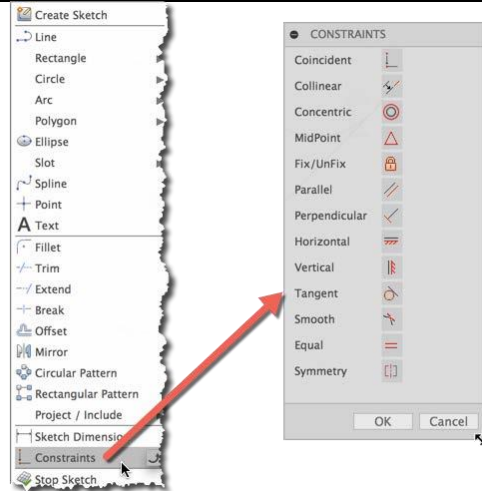 Create Sketch
Line
Rectangle
Circle
Arc
Polygon
Ellipse
Slot
Spline
Point
A Text
Fillet
Trim
Extend
Break
Offset
Mirror
Circular Pattern
Rectangular Pattern
Project / Include
Sketch Dimensio
Constraints
Stop Sketch
CONSTRAINTS
Coincident
Collinear
Concentric
MidPoint
Fix/UnFix
Parallel
Perpendicular
Horizontal
Vertical
Tangent
Smooth
Equal
Symmetry
OK Cancel